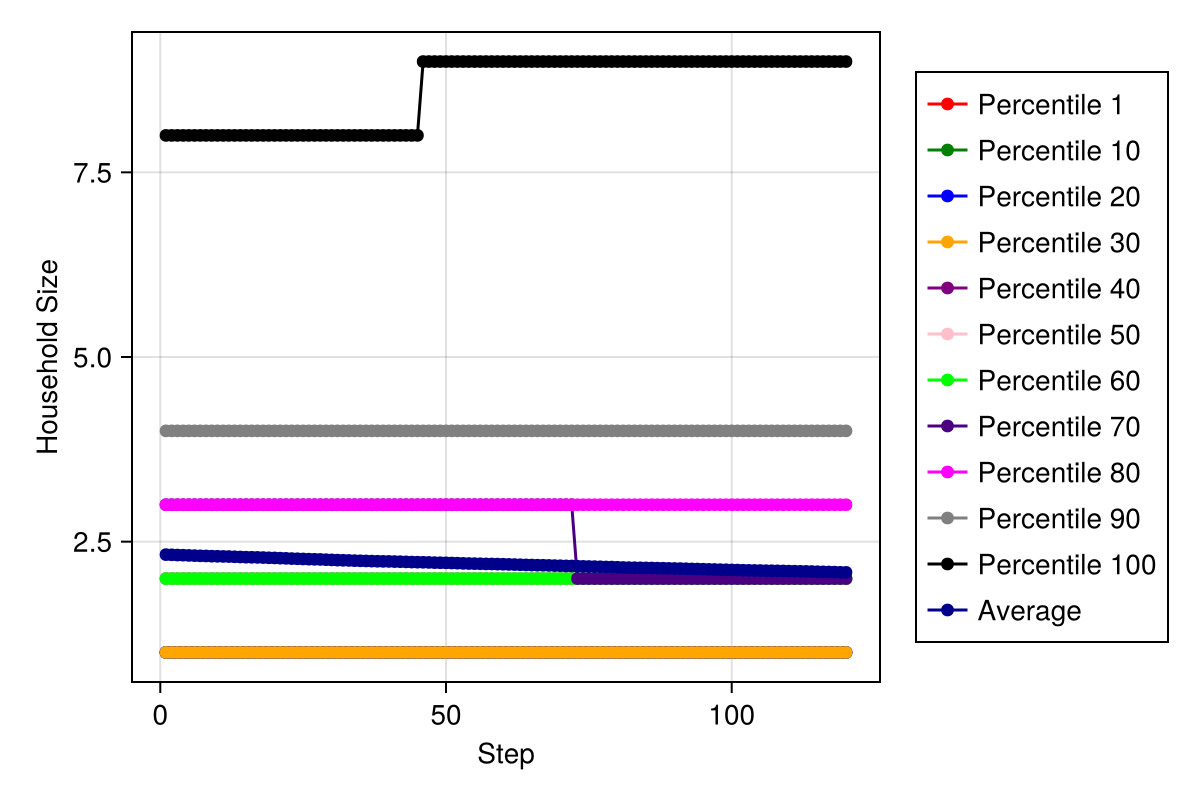 7.5
5.0
2.5
Household Size
0
50
100
Step
Percentile 1
Percentile 10
Percentile 20
Percentile 30
Percentile 40
Percentile 50
Percentile 60
Percentile 70
Percentile 80
Percentile 90
Percentile 100
Average